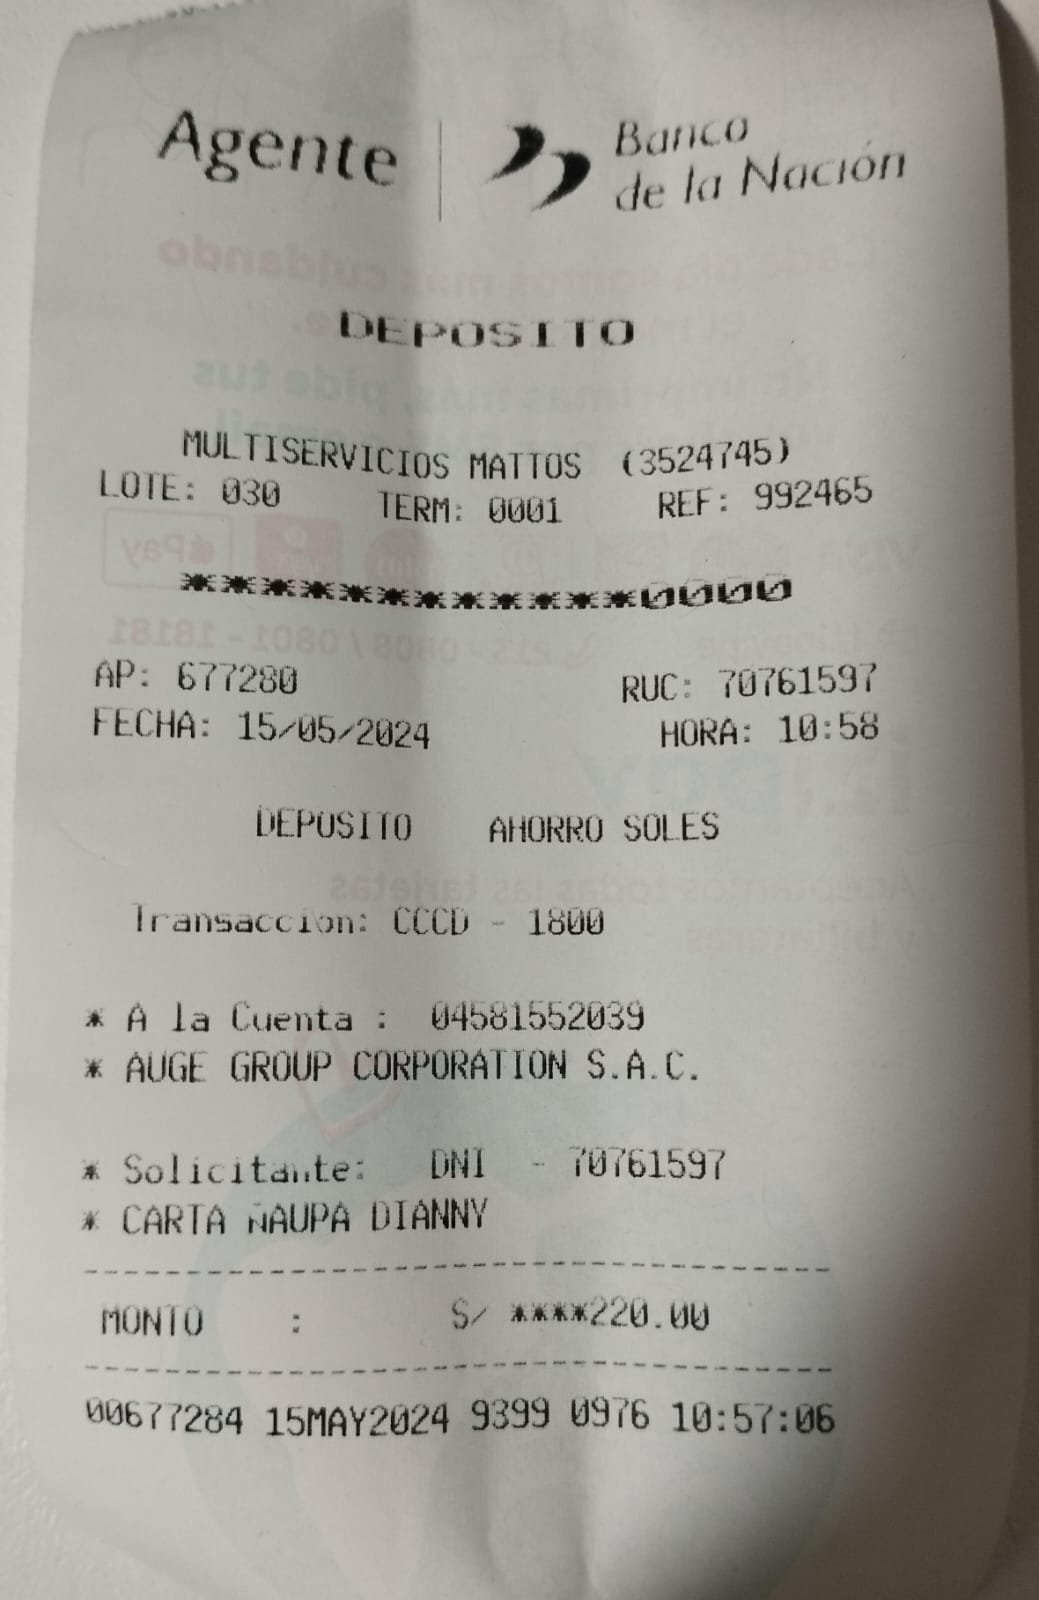 Agente
Banco
de la Nación
DEPOSITO
MULTISERVICIOS MATTOS (3524745)
LOTE: 030 TERM: 0001 REF: 992465
************0000
AP: 677280 RUC: 70761597
FECHA: 15/05/2024 HORA: 10:58
DEPOSITO AHORRO SOLES
Transaccion: CCCD - 1800
* A la Cuenta : 04581552039
* AUGE GROUP CORPORATION S.A.C.
* Solicitante: DNI - 70761597
* CARTA ÑAUPA DIANNY
MONTO : S/ ****220.00
00677284 15MAY2024 9399 0976 10:57:06